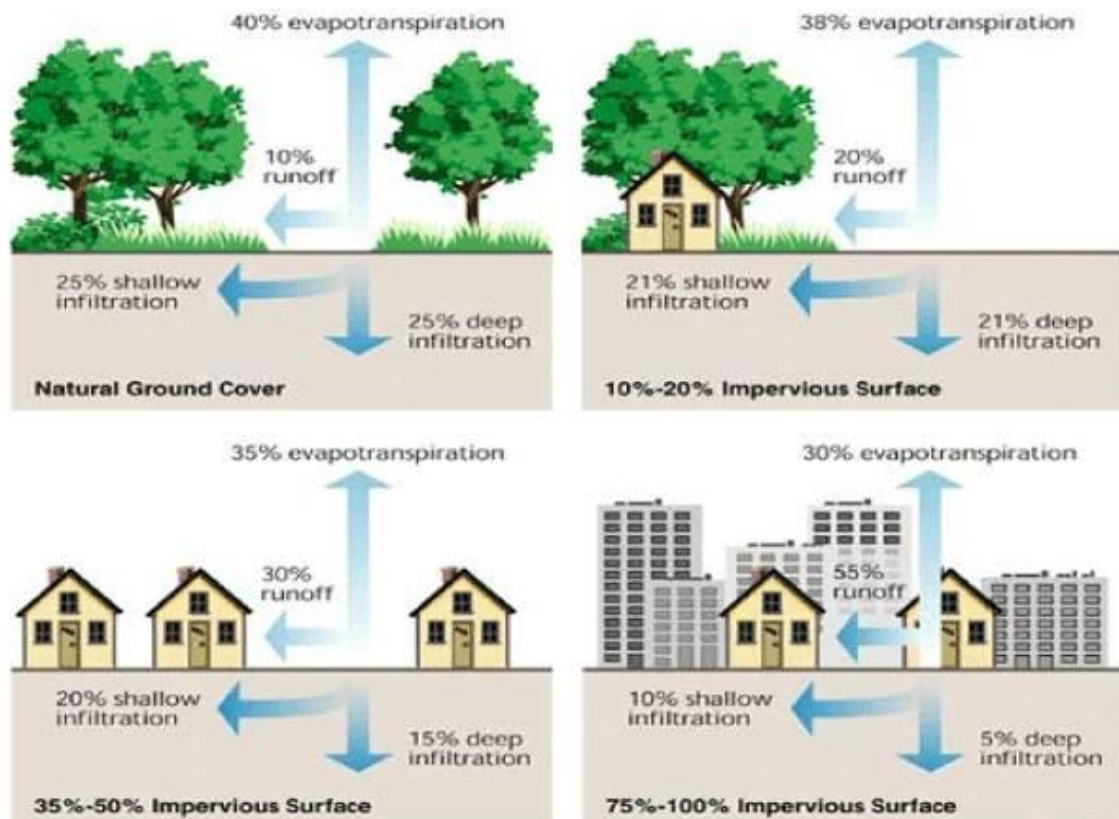 40% evapotranspiration
10%
runoff
25% shallow
infiltration
25% deep
infiltration
Natural Ground Cover
38% evapotranspiration
20%
runoff
21% shallow
infiltration
21% deep
infiltration
10%-20% Impervious Surface
35% evapotranspiration
30%
runoff
20% shallow
infiltration
15% deep
infiltration
35%-50% Impervious Surface
30% evapotranspiration
55%
runoff
10% shallow
infiltration
5% deep
infiltration
75%-100% Impervious Surface